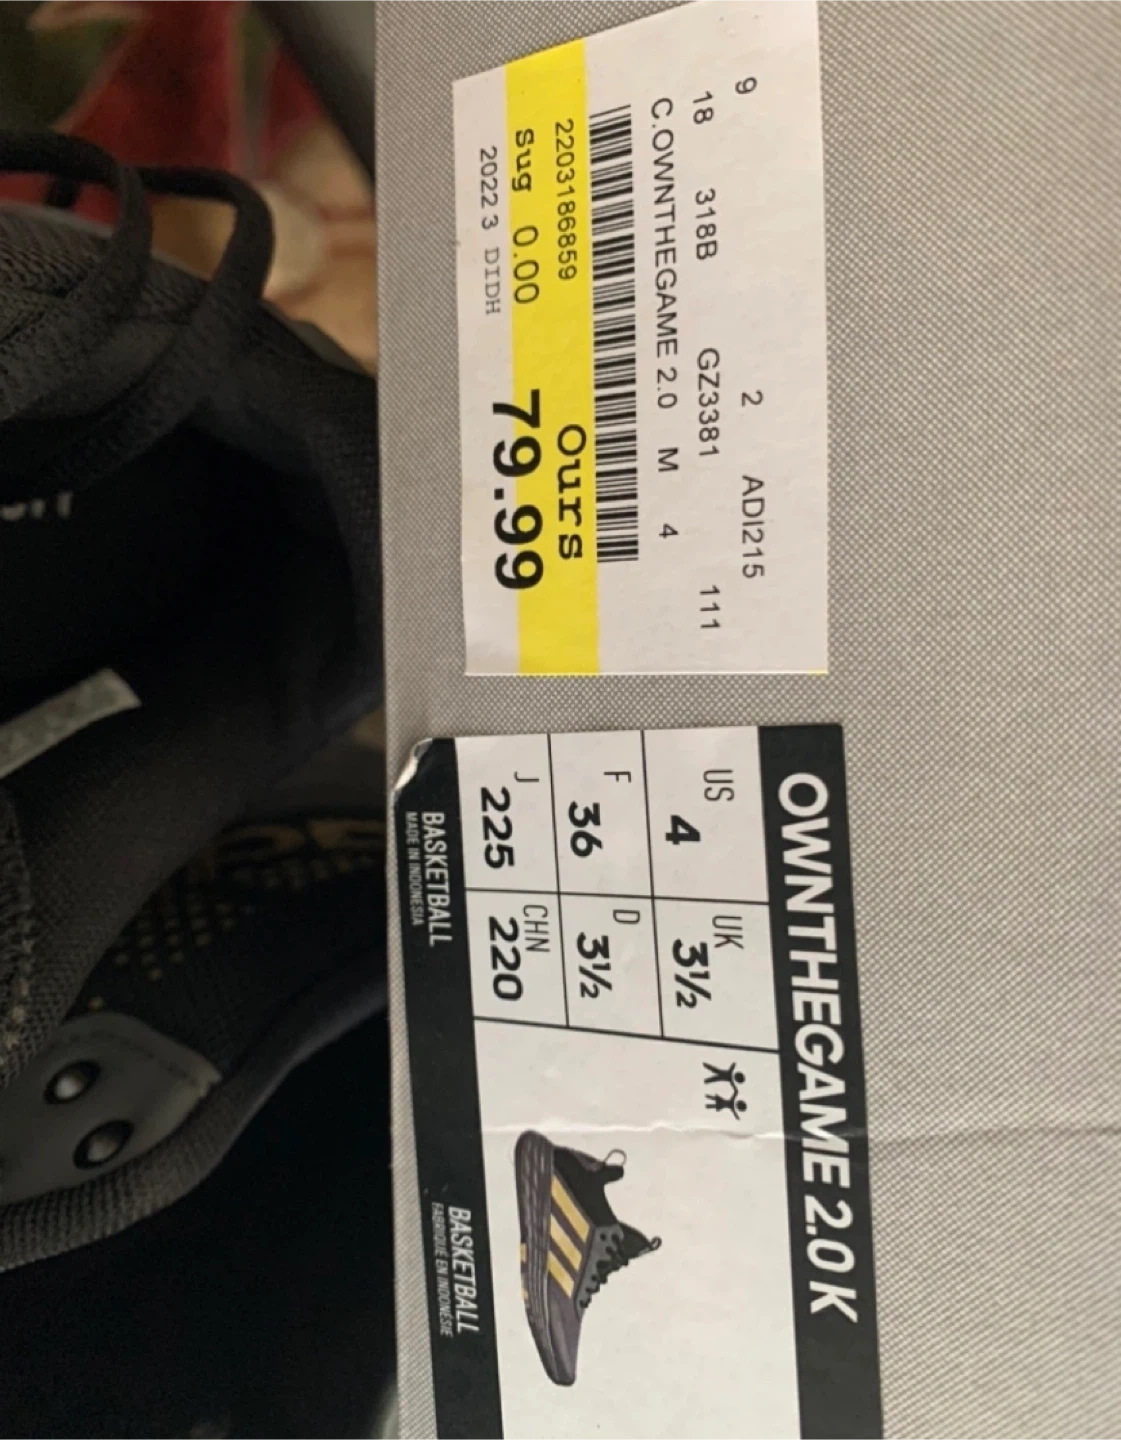 9 2 ADI215
18 318B GZ3381 111
C.OWNTHEGAME 2.0 M 4
2203186859 Ours
Sug 0.00 79.99
2022 3 DIDH
OWNTHEGAME 2.0 K
US 4 UK 3½
F 36 D 3½
J 225 CHN 220
BASKETBALL BASKETBALL
MADE IN INDONESIA FABRIQUÉ EN INDONÉSIE